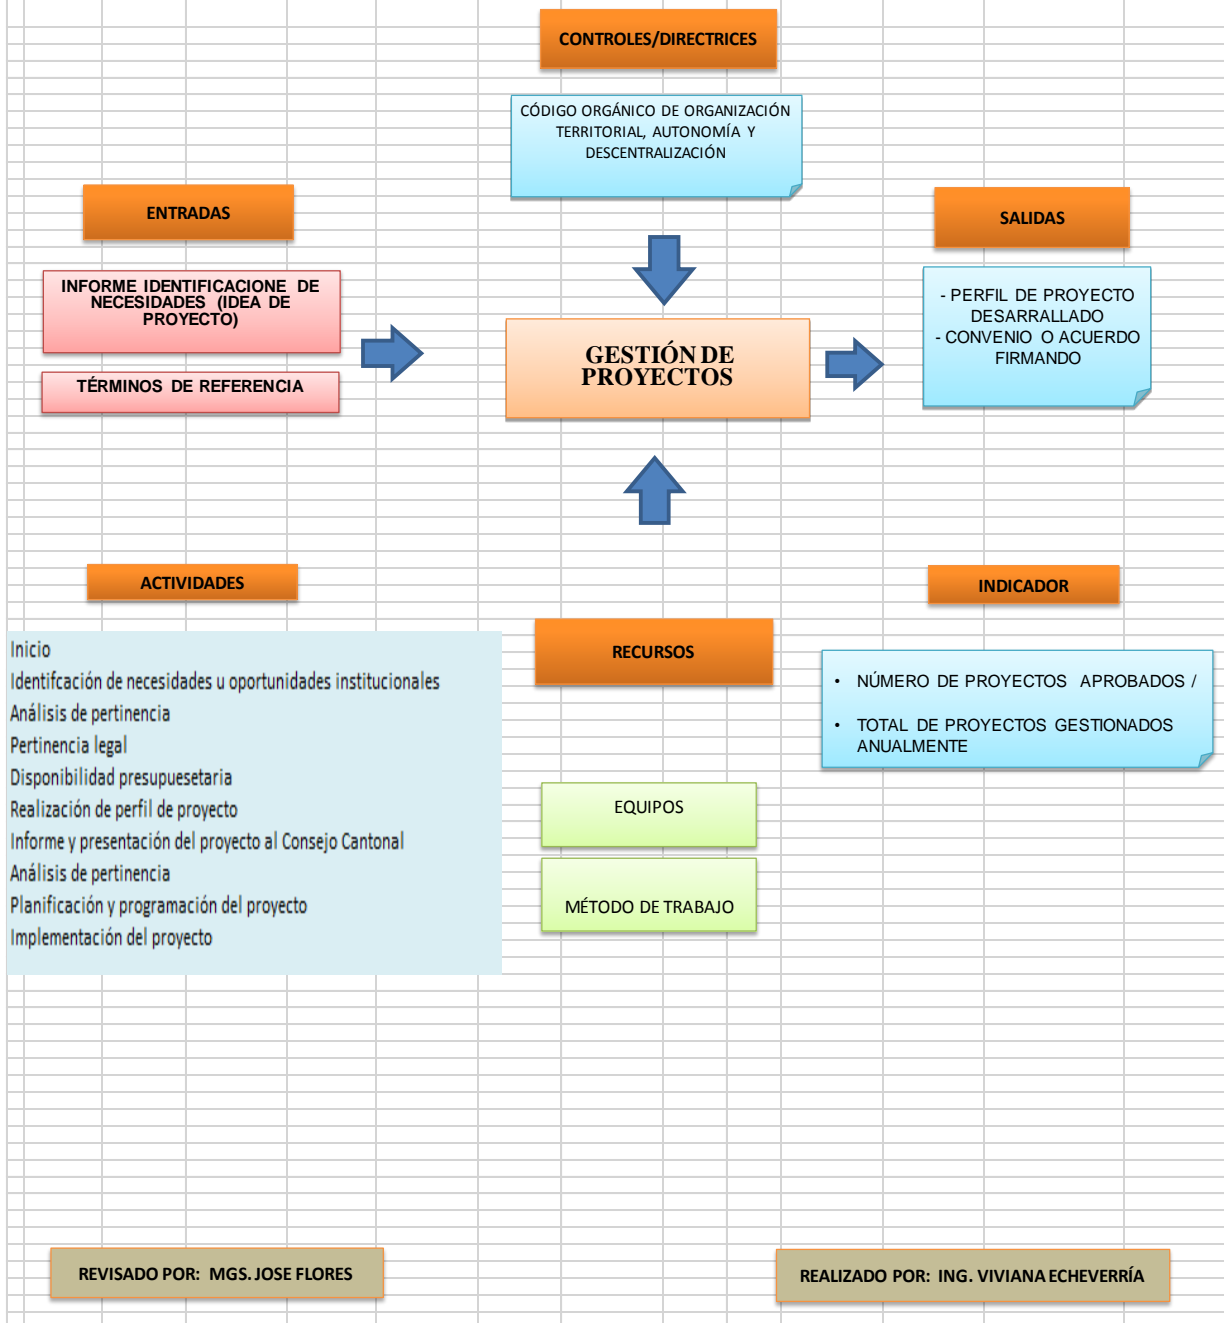 CONTROLES/DIRECTRICES
CÓDIGO ORGÁNICO DE ORGANIZACIÓN
TERRITORIAL, AUTONOMÍA Y
DESCENTRALIZACIÓN
ENTRADAS
SALIDAS
INFORME IDENTIFICACIONE DE
NECESIDADES (IDEA DE
PROYECTO)
TÉRMINOS DE REFERENCIA
GESTIÓN DE
PROYECTOS
- PERFIL DE PROYECTO
DESARRALLADO
- CONVENIO O ACUERDO
FIRMANDO
ACTIVIDADES
Inicio
Identifcación de necesidades u oportunidades institucionales
Análisis de pertinencia
Pertinencia legal
Disponibilidad presupuesetaria
Realización de perfil de proyecto
Informe y presentación del proyecto al Consejo Cantonal
Análisis de pertinencia
Planificación y programación del proyecto
Implementación del proyecto
RECURSOS
EQUIPOS
MÉTODO DE TRABAJO
INDICADOR
• NÚMERO DE PROYECTOS APROBADOS /
• TOTAL DE PROYECTOS GESTIONADOS
ANUALMENTE
REVISADO POR: MGS. JOSE FLORES
REALIZADO POR: ING. VIVIANA ECHEVERRÍA